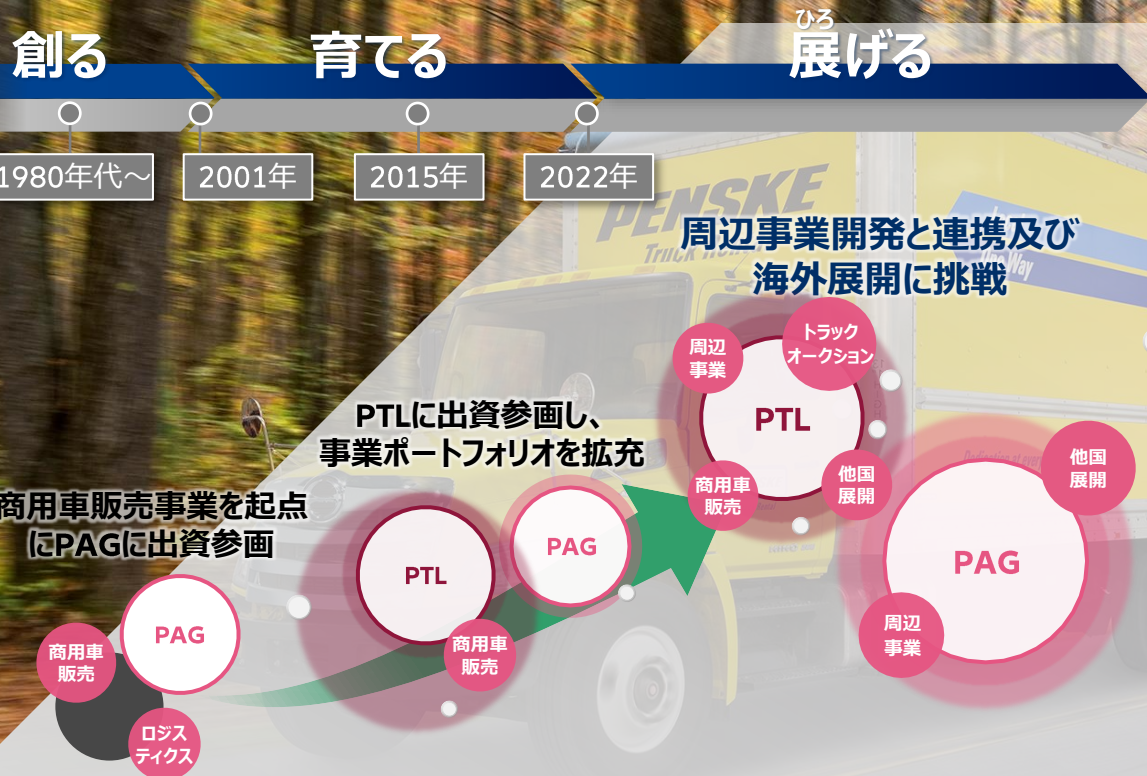 創る
育てる
ひろ
展げる
1980年代～
2001年
2015年
2022年
PENSKE
Truck
周辺事業開発と連携及び
海外展開に挑戦
周辺
事業
トラック
オークション
PTL
商用車
販売
他国
展開
他国
展開
PAG
周辺
事業
PTLに出資参画し、
事業ポートフォリオを拡充
PTL
PAG
商用車
販売
商用車販売事業を起点
にPAGに出資参画
PAG
商用車
販売
ロジス
ティクス
Way